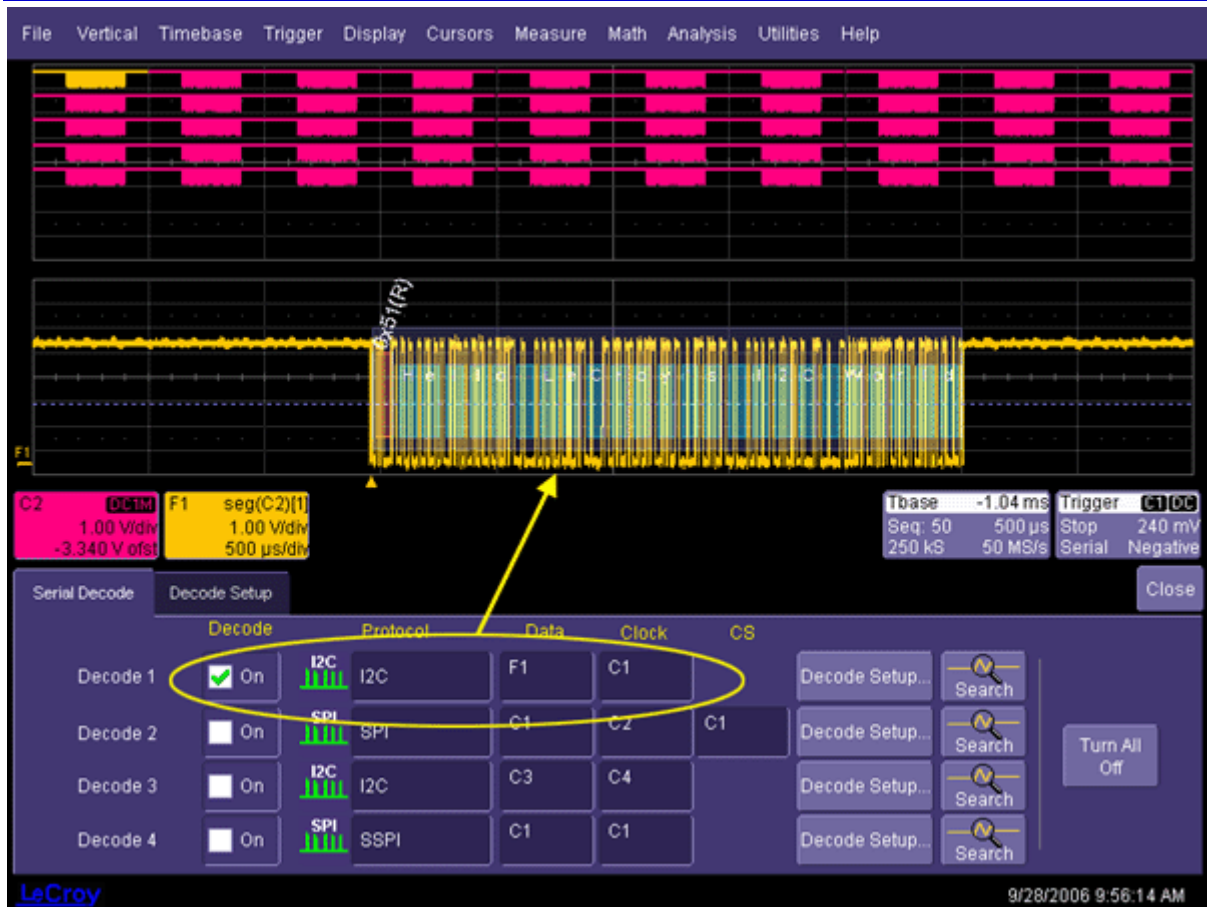 File Vertical Timebase Trigger Display Cursors Measure Math Analysis Utilities Help
0x51(R)
H e l l o L e C r o y s I 2 C W o r l d
F1
C2 DC1M F1 seg(C2)[1] Tbase -1.04 ms Trigger C1 DC
1.00 V/div 1.00 V/div Seq: 50 500 µs Stop 240 mV
-3.340 V ofst 500 µs/div 250 kS 50 MS/s Serial Negative
Serial Decode Decode Setup Close
Decode Protocol Data Clock CS
Decode 1 On I2C I2C F1 C1 Decode Setup... Search
Decode 2 On SPI SPI C1 C2 C1 Decode Setup... Search
Turn All Off
Decode 3 On I2C I2C C3 C4 Decode Setup... Search
Decode 4 On SPI SSPI C1 C1 Decode Setup... Search
LeCroy 9/28/2006 9:56:14 AM